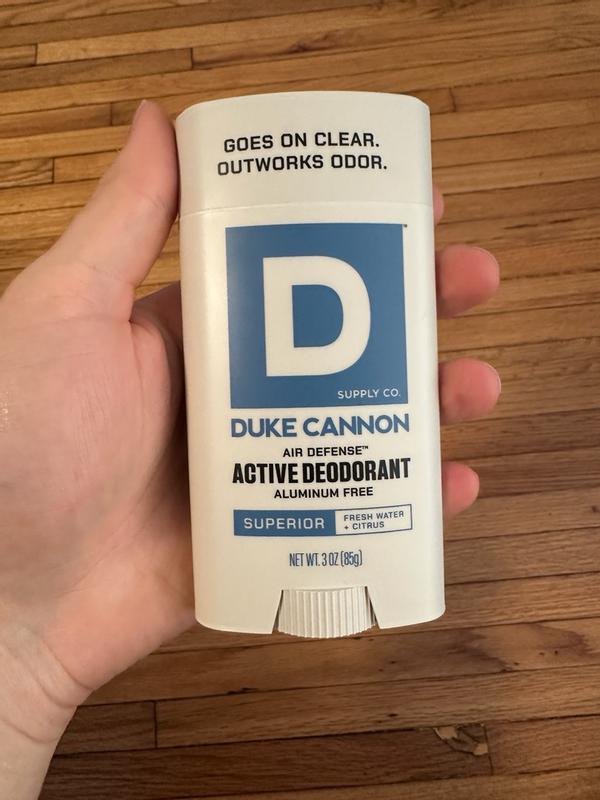 GOES ON CLEAR.
OUTWORKS ODOR.
D
SUPPLY CO.
DUKE CANNON
AIR DEFENSE™
ACTIVE DEODORANT
ALUMINUM FREE
SUPERIOR
FRESH WATER
+ CITRUS
NET WT. 3 OZ (85g)